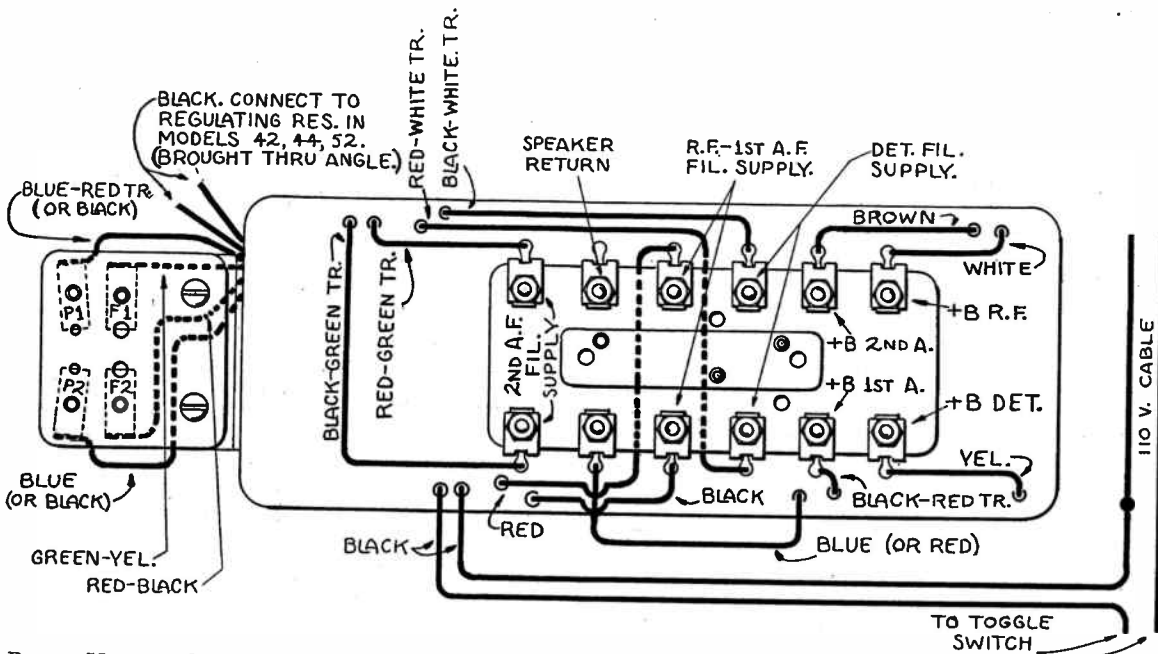 RED-WHITE TR.
BLACK-WHITE. TR.
BLACK. CONNECT TO
REGULATING RES. IN
MODELS 42, 44, 52.
(BROUGHT THRU ANGLE.)
BLUE-RED TR.
(OR BLACK)
SPEAKER
RETURN
R.F.-1ST A.F.
FIL. SUPPLY.
DET. FIL.
SUPPLY.
BROWN
WHITE
P1
F1
P2
F2
BLACK-GREEN TR.
RED-GREEN TR.
2ND A.F.
FIL.
SUPPLY
+B R.F.
+B 2ND A.
+B 1ST A.
+B DET.
110 V. CABLE
YEL.
BLUE
(OR BLACK)
BLACK
BLACK-RED TR.
RED
BLACK
BLUE (OR RED)
GREEN-YEL.
RED-BLACK
TO TOGGLE
SWITCH